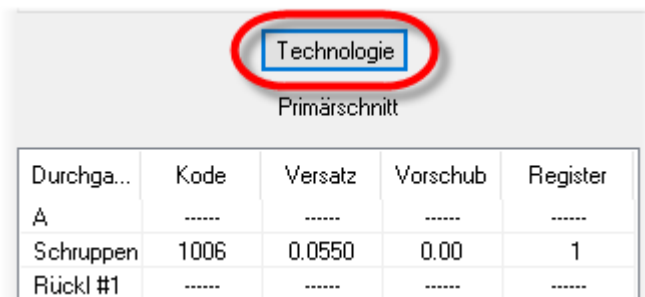 Technologie
Primärschnitt
Durchga... Kode Versatz Vorschub Register
A ------ ------ ------ ------
Schruppen 1006 0.0550 0.00 1
Rückl #1 ------ ------ ------ ------